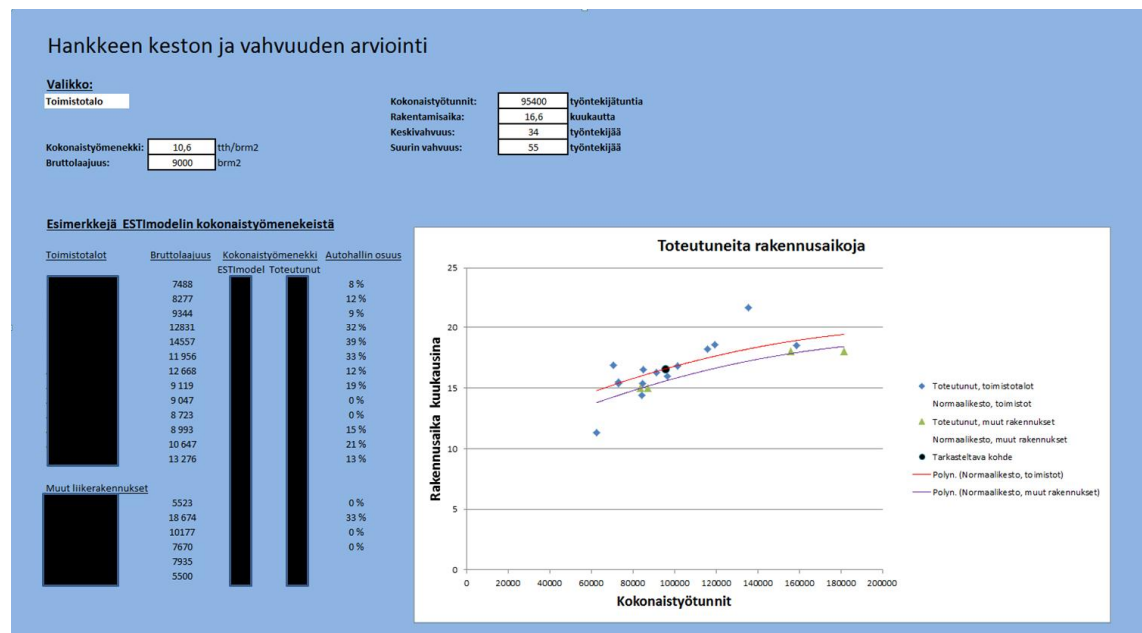 Hankkeen keston ja vahvuuden arviointi
Valikko:
Toimistotalo
Kokonaistyötunnit: 95400 työntekijätuntia
Rakentamisaika: 16,6 kuukautta
Keskivahvuus: 34 työntekijää
Kokonaistyömenekki: 10,6 tth/brm2
Suurin vahvuus: 55 työntekijää
Bruttolaajuus: 9000 brm2
Esimerkkejä ESTImodelin kokonaistyömenekeistä
Toimistotalot Bruttolaajuus Kokonaistyömenekki Autohallin osuus
ESTImodel Toteutunut
7488 8 %
8277 12 %
9344 9 %
12831 32 %
14557 39 %
11 956 33 %
12 668 12 %
9 119 19 %
9 047 0 %
8 723 0 %
8 993 15 %
10 647 21 %
13 276 13 %
Muut liikerakennukset
5523 0 %
18 674 33 %
10177 0 %
7670 0 %
7935
5500
Toteutuneita rakennusaikoja
Rakennusaika kuukausina
25
20
15
10
5
0
0 20000 40000 60000 80000 100000 120000 140000 160000 180000 200000
Kokonaistyötunnit
Toteutunut, toimistotalot
Normaalikesto, toimistot
Toteutunut, muut rakennukset
Normaalikesto, muut rakennukset
Tarkasteltava kohde
Polyn. (Normaalikesto, toimistot)
Polyn. (Normaalikesto, muut rakennukset)